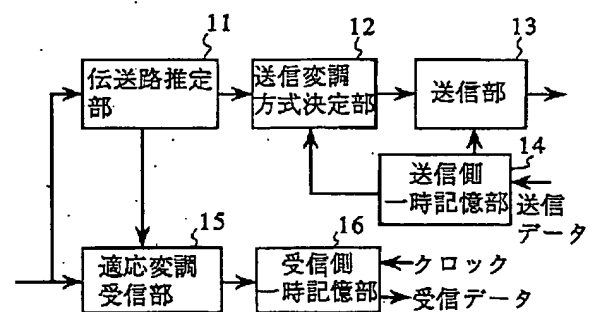 11
伝送路推定
部
12
送信変調
方式決定部
13
送信部
14
送信側
一時記憶部
送信
データ
15
適応変調
受信部
16
受信側
一時記憶部
クロック
受信データ